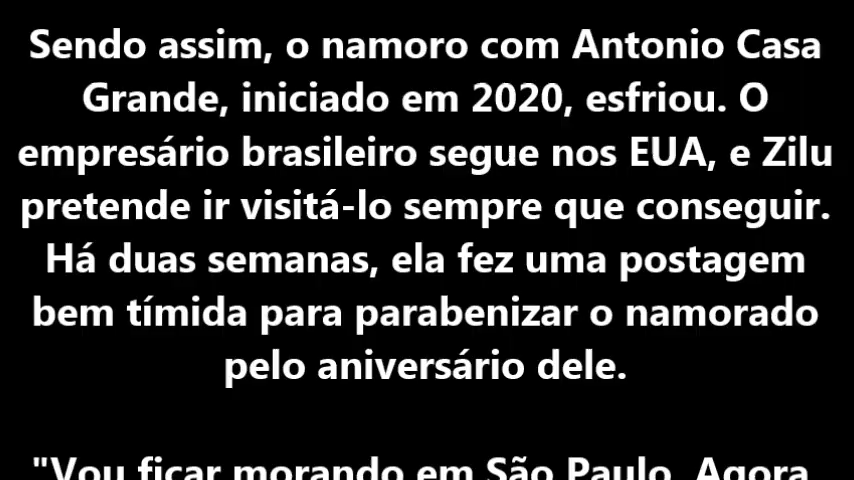 Sendo assim, o namoro com Antonio Casa
Grande, iniciado em 2020, esfriou. O
empresário brasileiro segue nos EUA, e Zilu
pretende ir visitá-lo sempre que conseguir.
Há duas semanas, ela fez uma postagem
bem tímida para parabenizar o namorado
pelo aniversário dele.
"Vou ficar morando em São Paulo. Agora